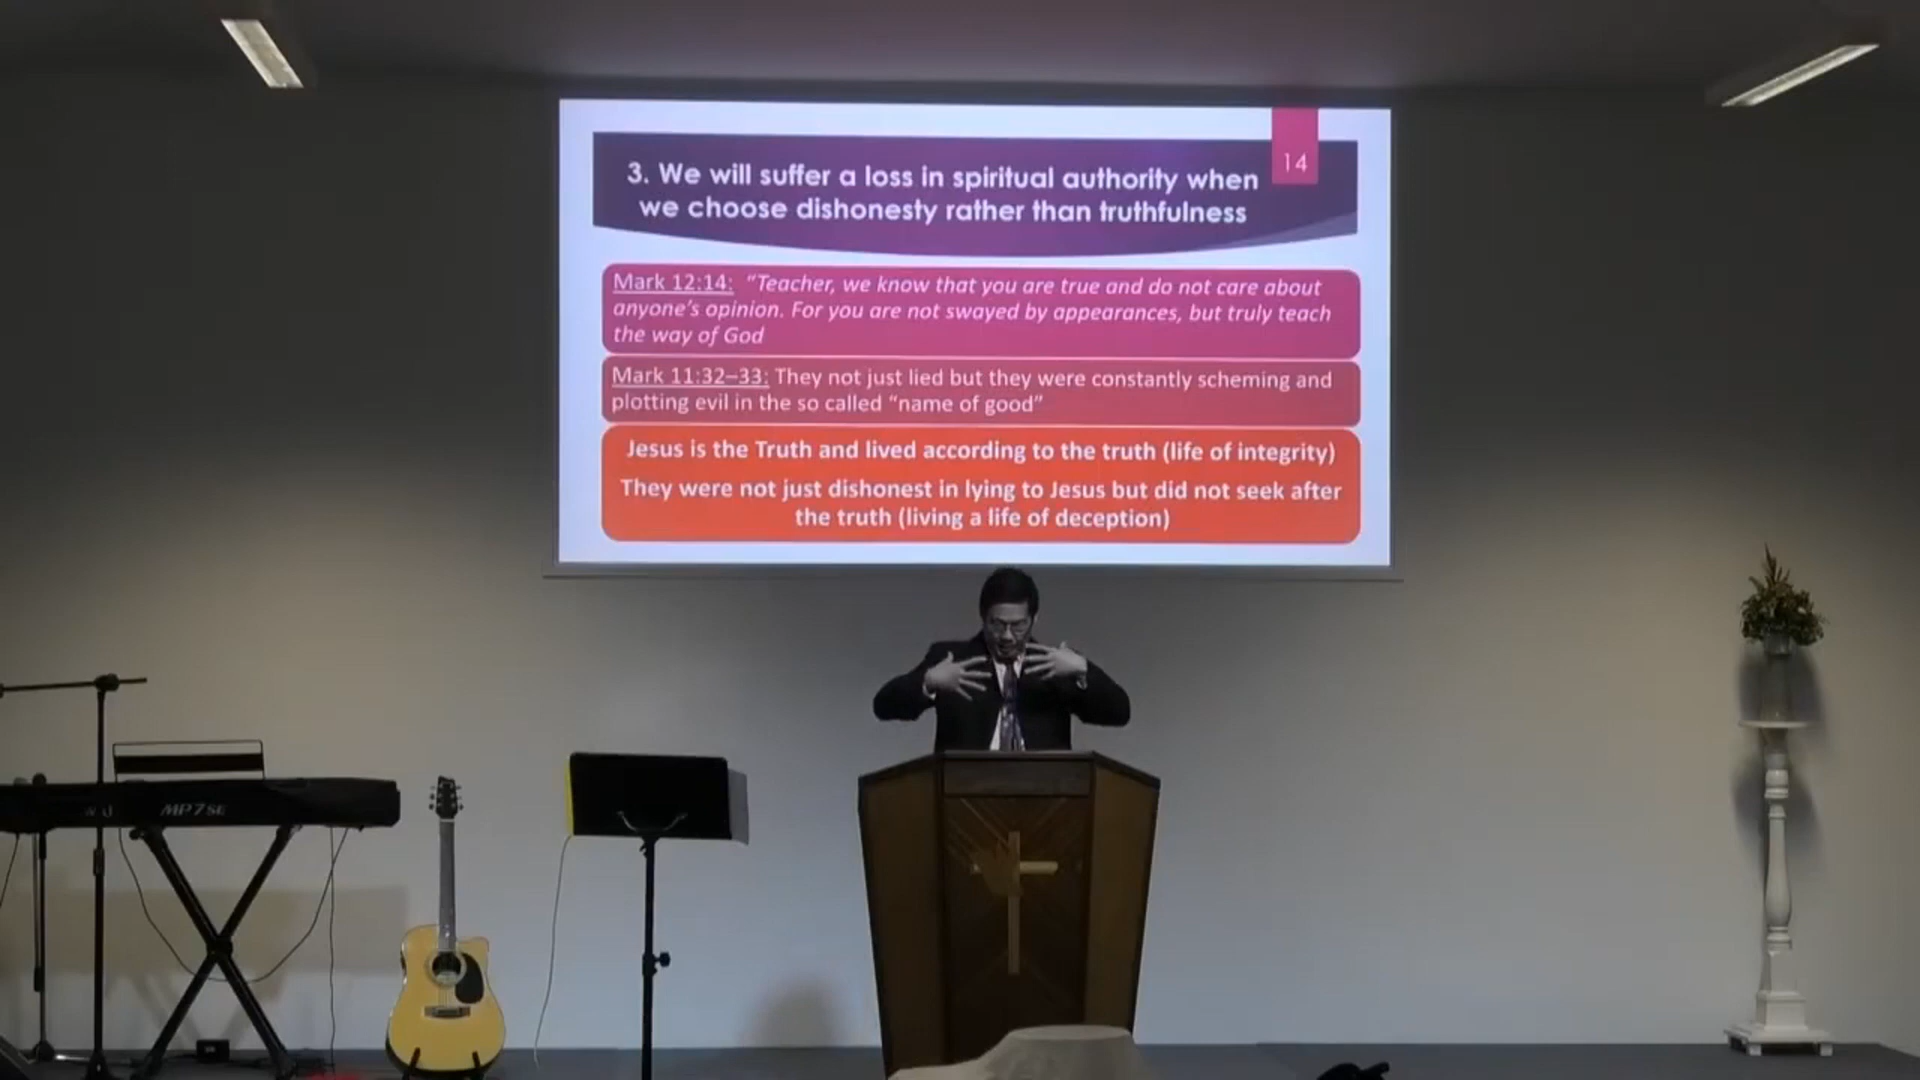 14
3. We will suffer a loss in spiritual authority when
we choose dishonesty rather than truthfulness
Mark 12:14: “Teacher, we know that you are true and do not care about
anyone’s opinion. For you are not swayed by appearances, but truly teach
the way of God
Mark 11:32–33: They not just lied but they were constantly scheming and
plotting evil in the so called “name of good”
Jesus is the Truth and lived according to the truth (life of integrity)
They were not just dishonest in lying to Jesus but did not seek after
the truth (living a life of deception)
MP7SE